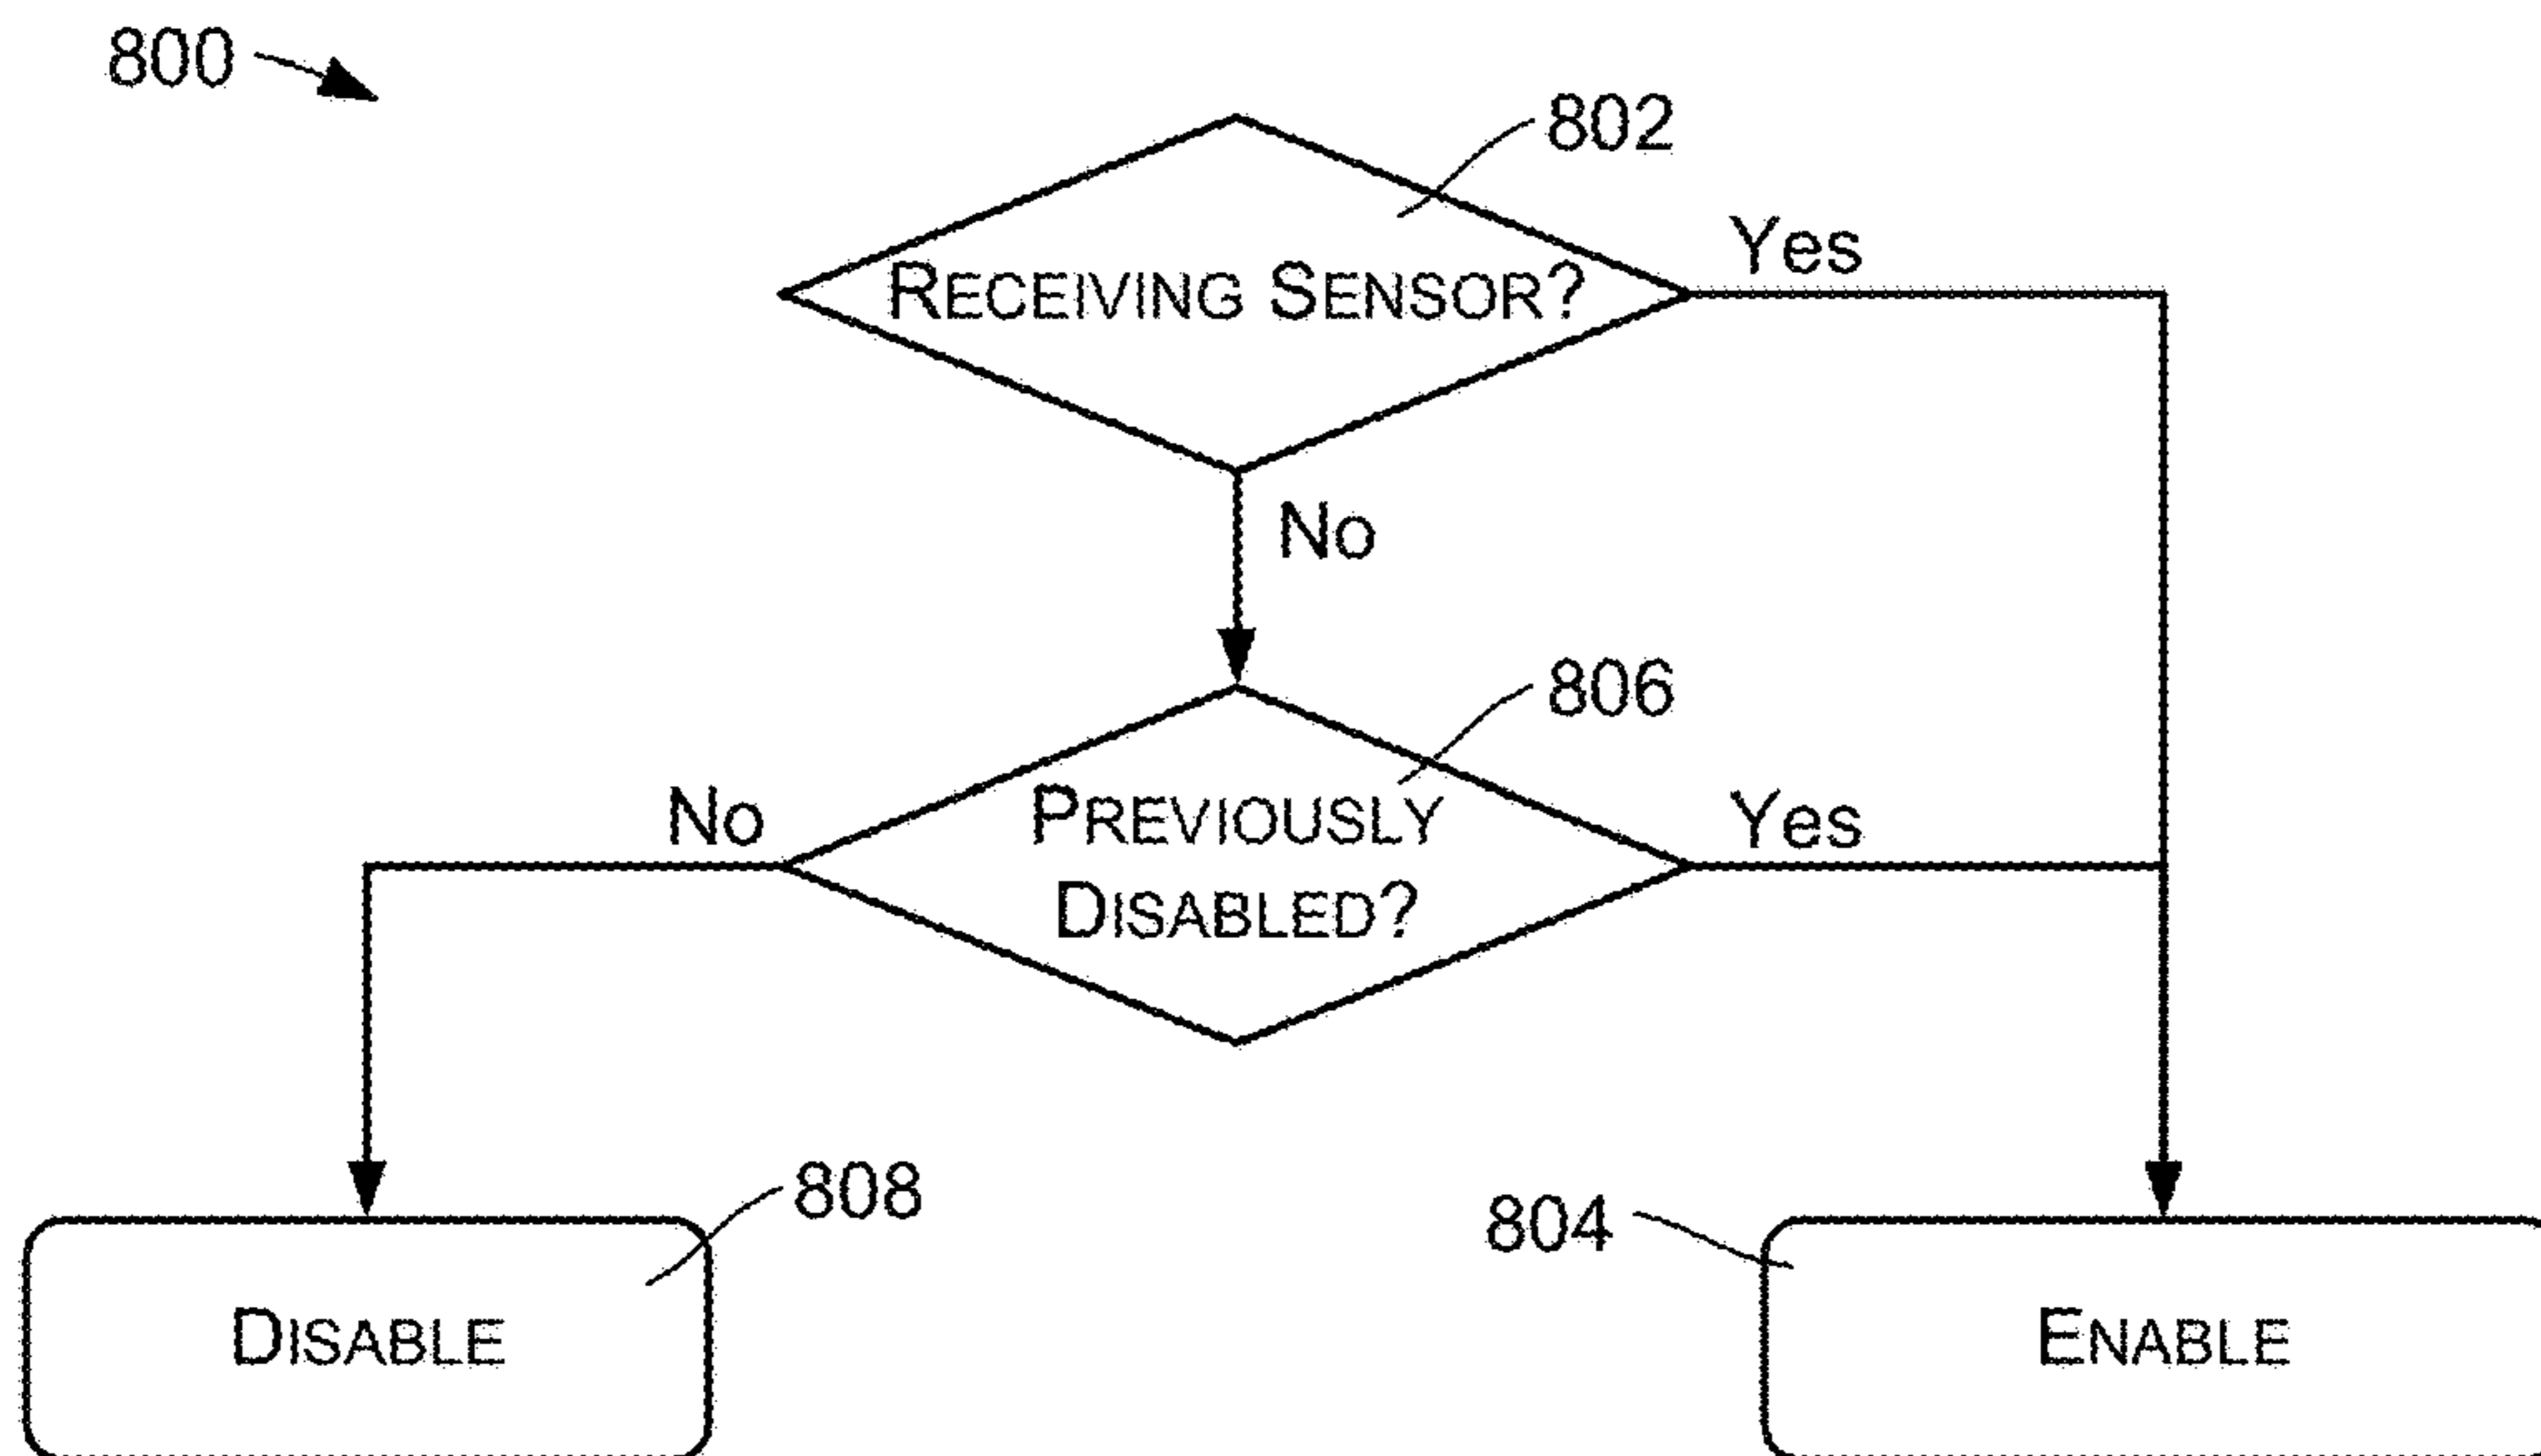 800
802
RECEIVING SENSOR?
Yes
No
806
PREVIOUSLY
DISABLED?
No
Yes
808
804
DISABLE
ENABLE